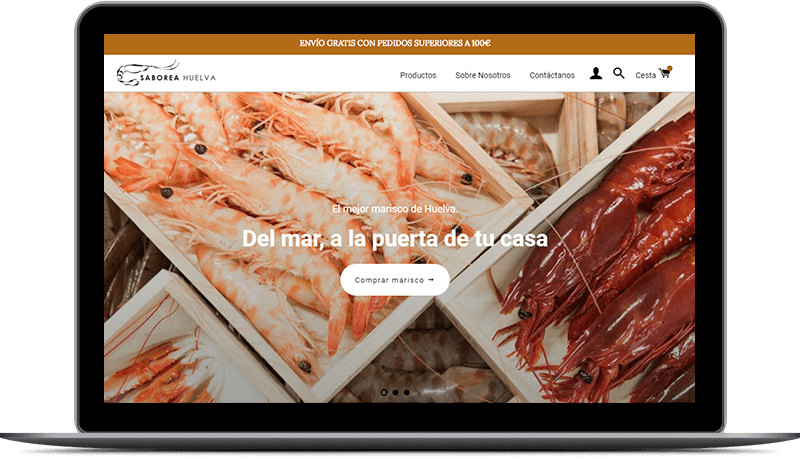 ENVÍO GRATIS CON PEDIDOS SUPERIORES A 100€
SABOREA HUELVA
Productos
Sobre Nosotros
Contáctanos
Cesta
El mejor marisco de Huelva.
Del mar, a la puerta de tu casa
Comprar marisco →